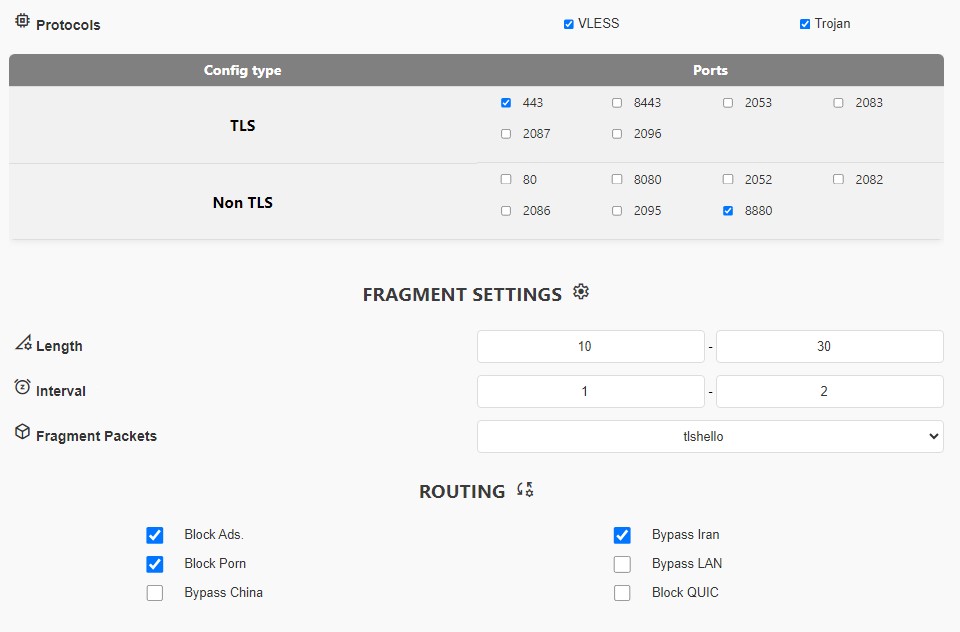 Protocols VLESS Trojan
Config type Ports
TLS
443 8443 2053 2083
2087 2096
Non TLS
80 8080 2052 2082
2086 2095 8880
FRAGMENT SETTINGS
Length 10 - 30
Interval 1 - 2
Fragment Packets tlshello
ROUTING
Block Ads. Bypass Iran
Block Porn Bypass LAN
Bypass China Block QUIC